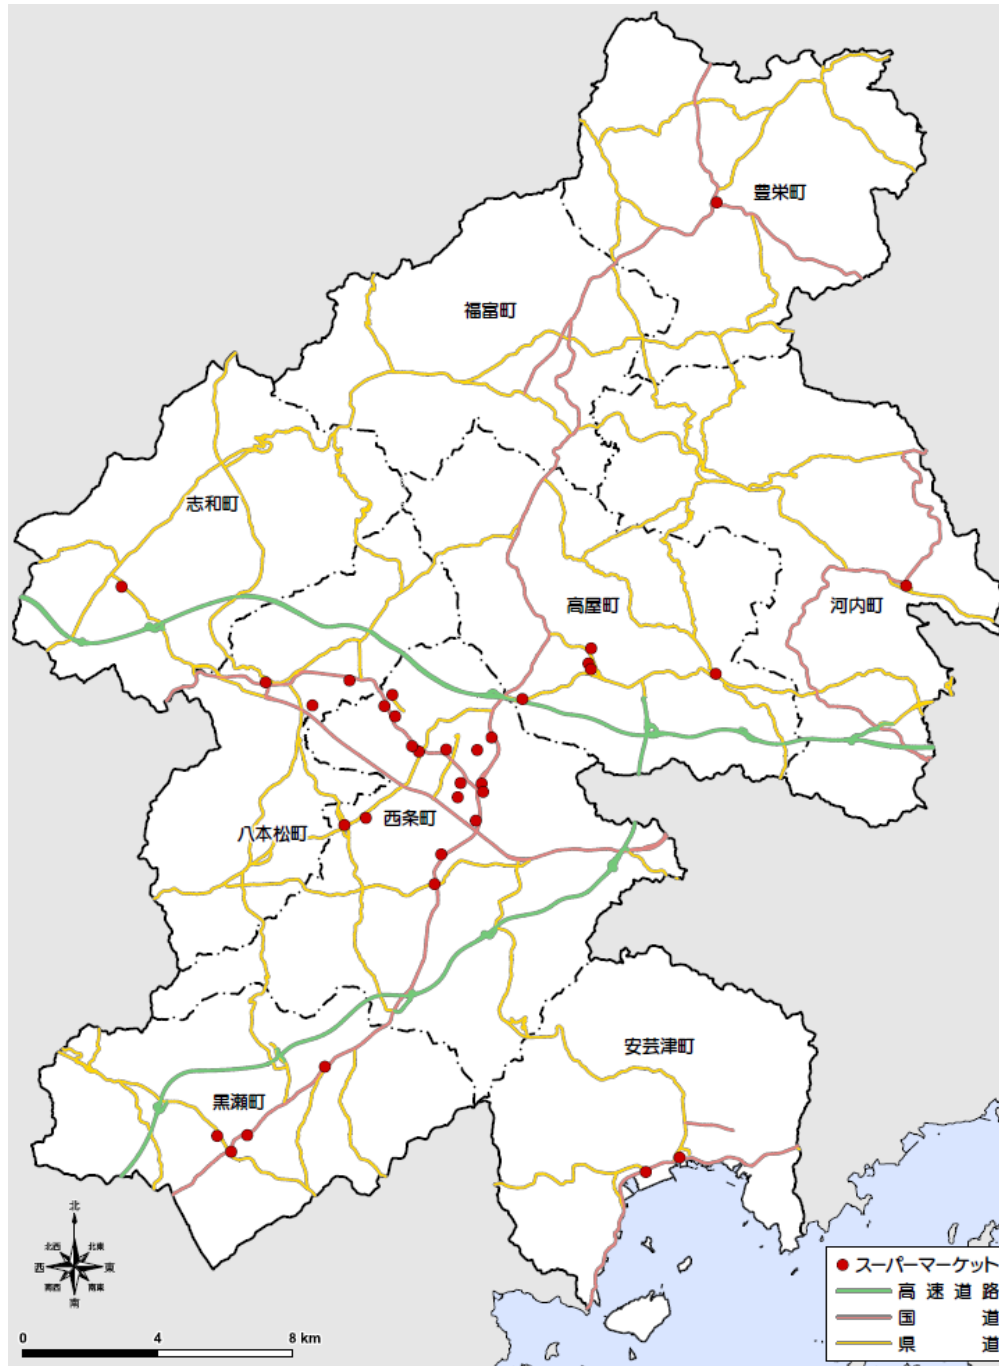 豊栄町
福富町
志和町
高屋町
河内町
西条町
八本松町
安芸津町
黒瀬町
北
北西 北東
西 東
南西 南東
南
0 4 8 km
スーパーマーケット
高速道路
国道
県道